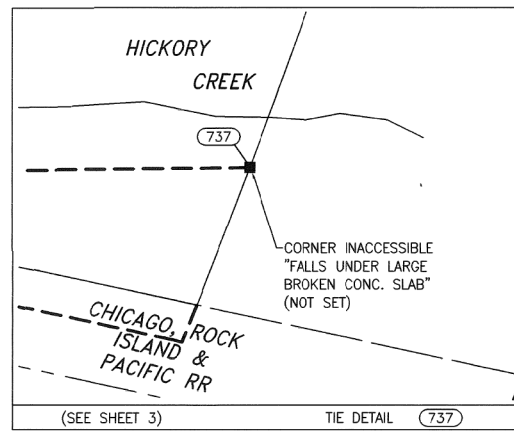 HICKORY
CREEK
737
CORNER INACCESSIBLE
"FALLS UNDER LARGE
BROKEN CONC. SLAB"
(NOT SET)
CHICAGO, ROCK
ISLAND &
PACIFIC RR
(SEE SHEET 3)
TIE DETAIL 737